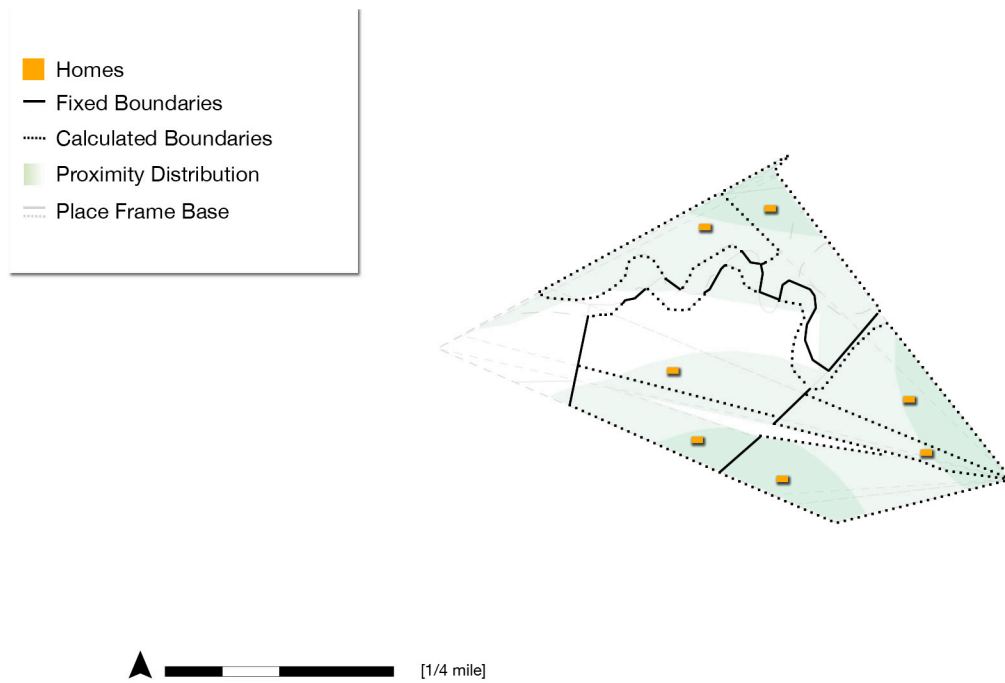 Homes
Fixed Boundaries
Calculated Boundaries
Proximity Distribution
Place Frame Base
[1/4 mile]